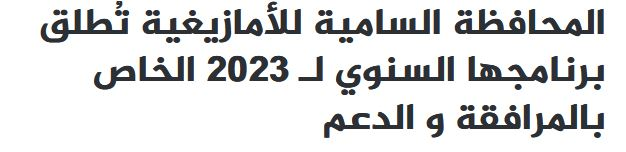 المحافظة السامية للأمازيغية تُطلق
برنامجها السنوي لـ 2023 الخاص
بالمرافقة و الدعم